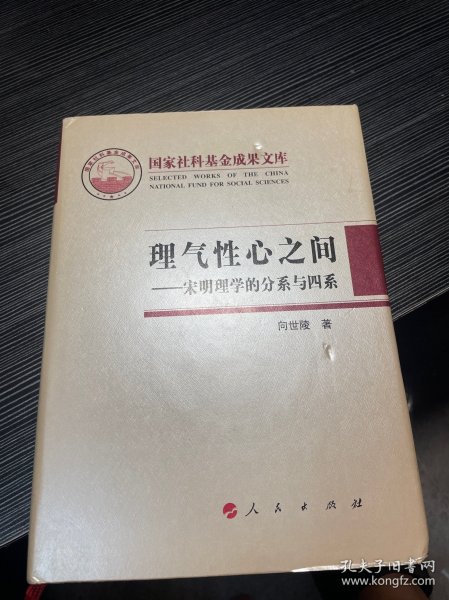 国家社科基金成果文库
SELECTED WORKS OF THE CHINA
NATIONAL FUND FOR SOCIAL SCIENCES
理气性心之间
——宋明理学的分系与四系
向世陵 著
人民出版社
孔夫子旧书网
www.kongfz.com